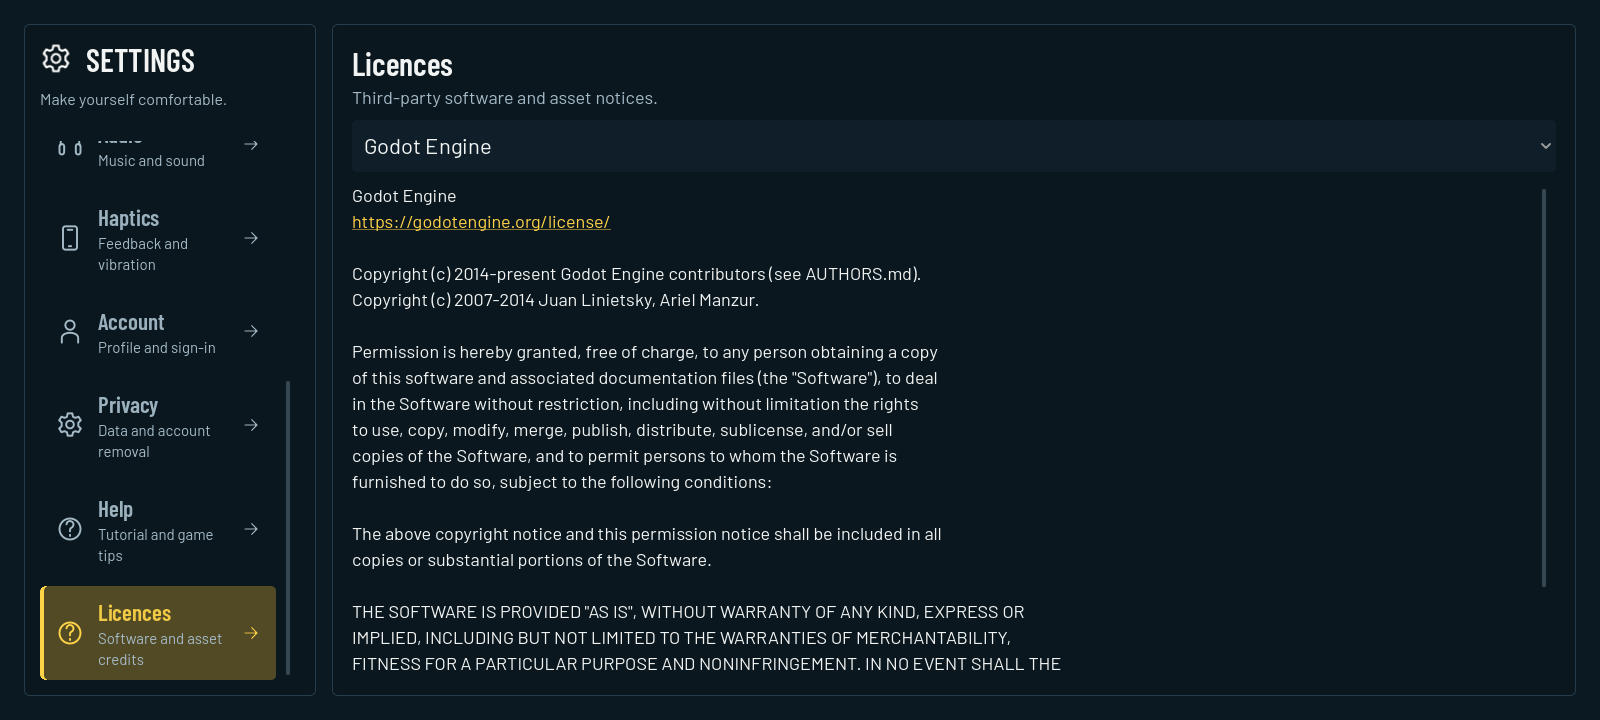 SETTINGS
Make yourself comfortable.
Audio
Music and sound
Haptics
Feedback and
vibration
Account
Profile and sign-in
Privacy
Data and account
removal
Help
Tutorial and game
tips
Licences
Software and asset
credits
Licences
Third-party software and asset notices.
Godot Engine
Godot Engine
https://godotengine.org/license/
Copyright (c) 2014-present Godot Engine contributors (see AUTHORS.md).
Copyright (c) 2007-2014 Juan Linietsky, Ariel Manzur.
Permission is hereby granted, free of charge, to any person obtaining a copy
of this software and associated documentation files (the "Software"), to deal
in the Software without restriction, including without limitation the rights
to use, copy, modify, merge, publish, distribute, sublicense, and/or sell
copies of the Software, and to permit persons to whom the Software is
furnished to do so, subject to the following conditions:
The above copyright notice and this permission notice shall be included in all
copies or substantial portions of the Software.
THE SOFTWARE IS PROVIDED "AS IS", WITHOUT WARRANTY OF ANY KIND, EXPRESS OR
IMPLIED, INCLUDING BUT NOT LIMITED TO THE WARRANTIES OF MERCHANTABILITY,
FITNESS FOR A PARTICULAR PURPOSE AND NONINFRINGEMENT. IN NO EVENT SHALL THE